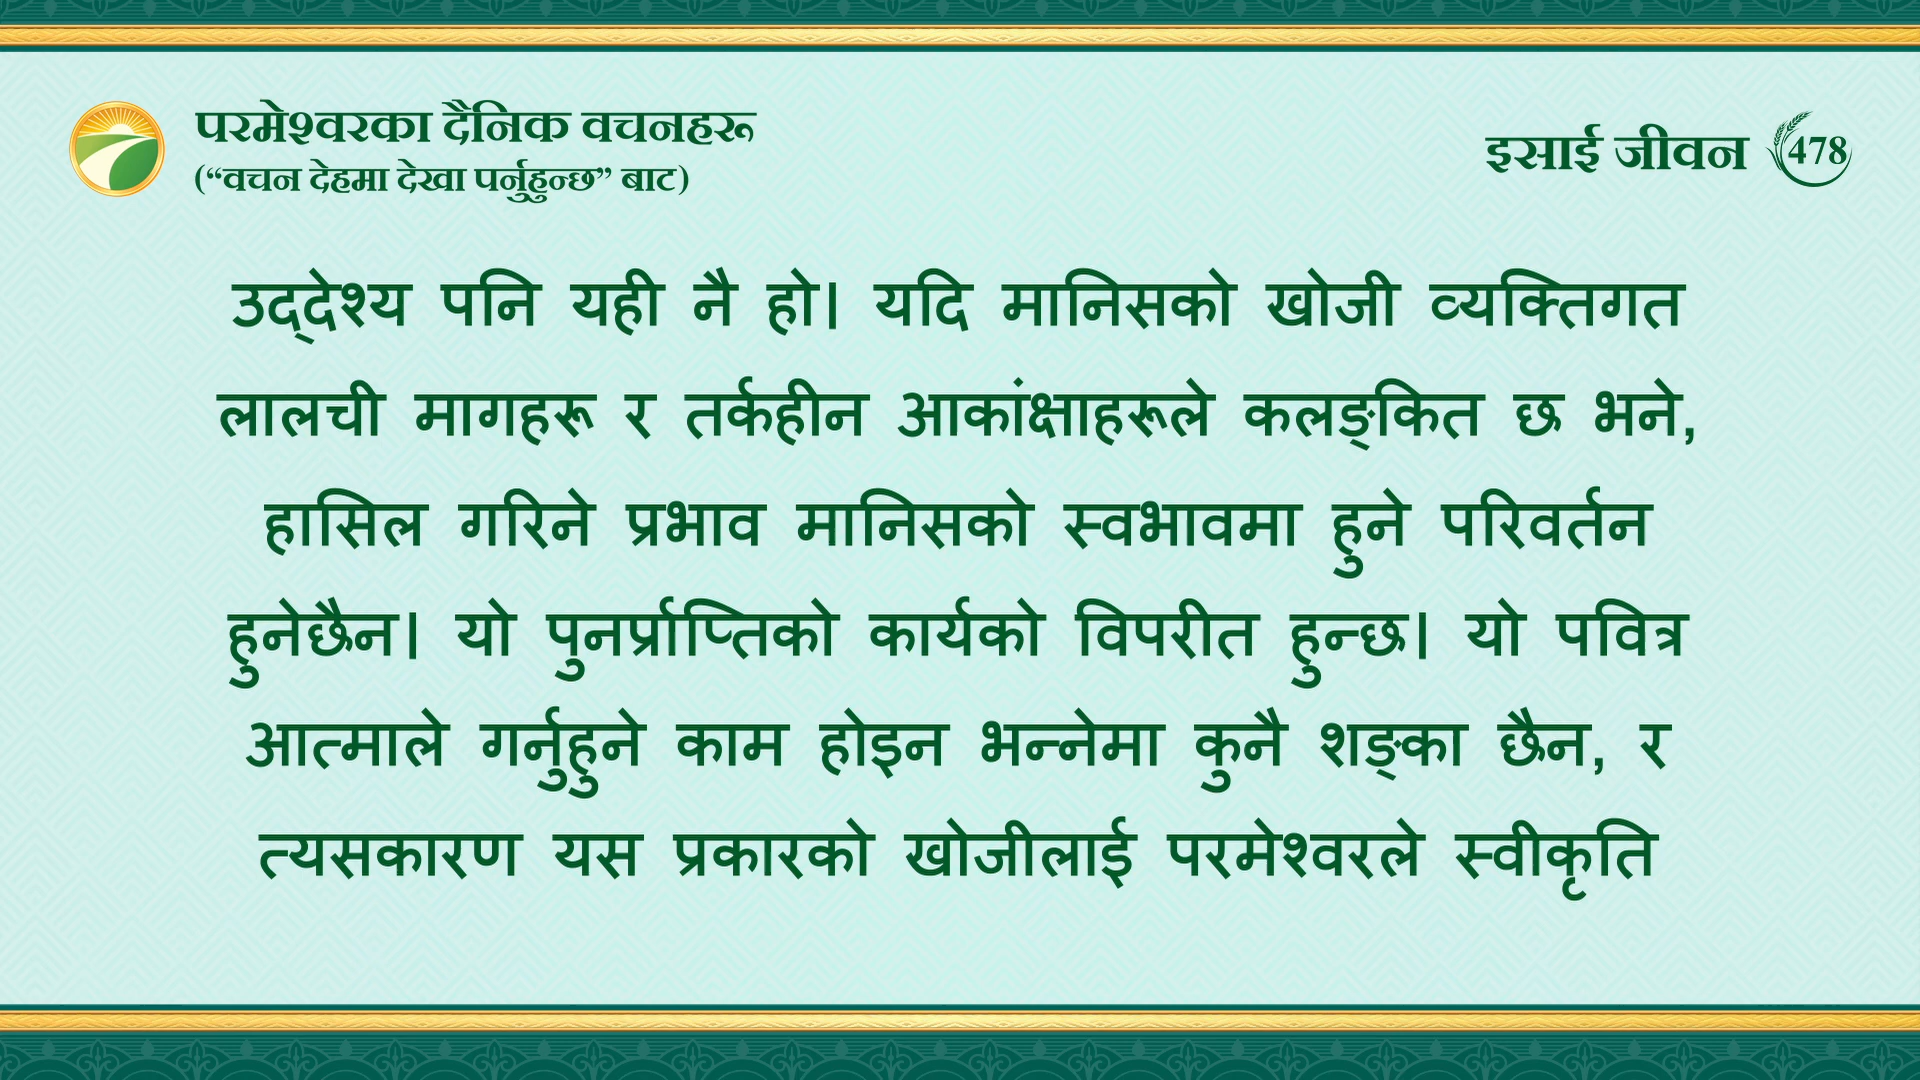 परमेश्वरका दैनिक वचनहरू
(“वचन देहमा देखा पर्नुहुन्छ” बाट)
इसाई जीवन 478
उद्देश्य पनि यही नै हो। यदि मानिसको खोजी व्यक्तिगत
लालची मागहरू र तर्कहीन आकांक्षाहरूले कलङ्कित छ भने,
हासिल गरिने प्रभाव मानिसको स्वभावमा हुने परिवर्तन
हुनेछैन। यो पुनर्प्राप्तिको कार्यको विपरीत हुन्छ। यो पवित्र
आत्माले गर्नुहुने काम होइन भन्नेमा कुनै शङ्का छैन, र
त्यसकारण यस प्रकारको खोजीलाई परमेश्वरले स्वीकृति